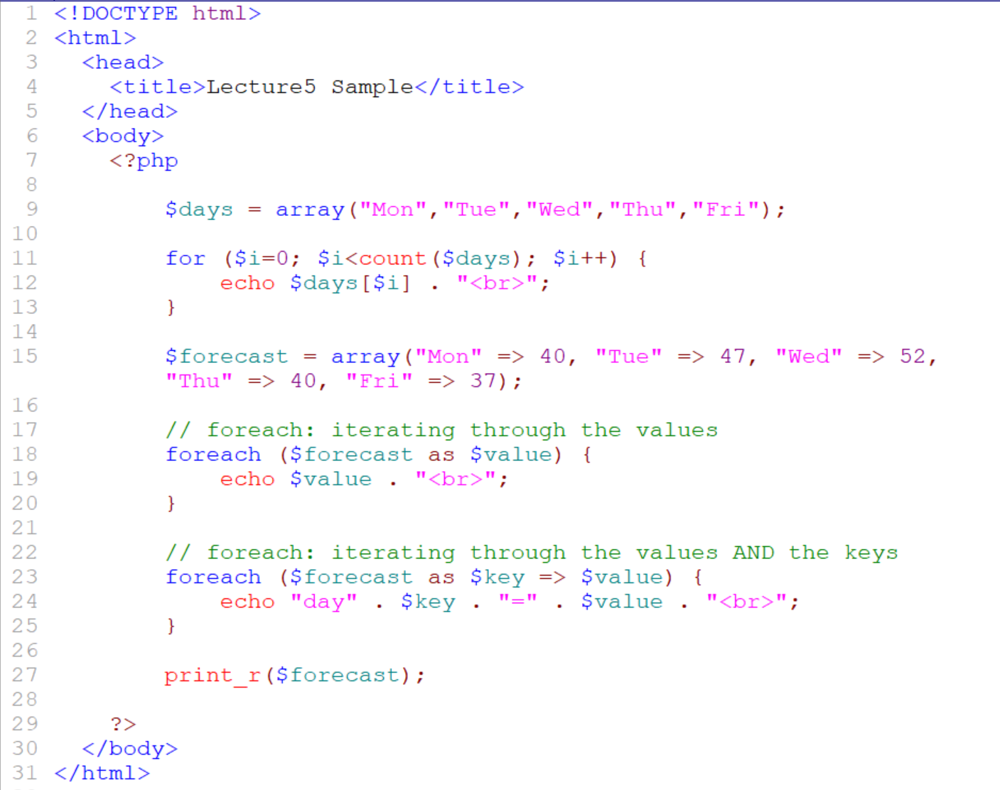 1 <!DOCTYPE html>
2 <html>
3   <head>
4     <title>Lecture5 Sample</title>
5   </head>
6   <body>
7     <?php
8
9         $days = array("Mon","Tue","Wed","Thu","Fri");
10
11         for ($i=0; $i<count($days); $i++) {
12             echo $days[$i] . "<br>";
13         }
14
15         $forecast = array("Mon" => 40, "Tue" => 47, "Wed" => 52,
         "Thu" => 40, "Fri" => 37);
16
17         // foreach: iterating through the values
18         foreach ($forecast as $value) {
19             echo $value . "<br>";
20         }
21
22         // foreach: iterating through the values AND the keys
23         foreach ($forecast as $key => $value) {
24             echo "day" . $key . "=" . $value . "<br>";
25         }
26
27         print_r($forecast);
28
29     ?>
30   </body>
31 </html>